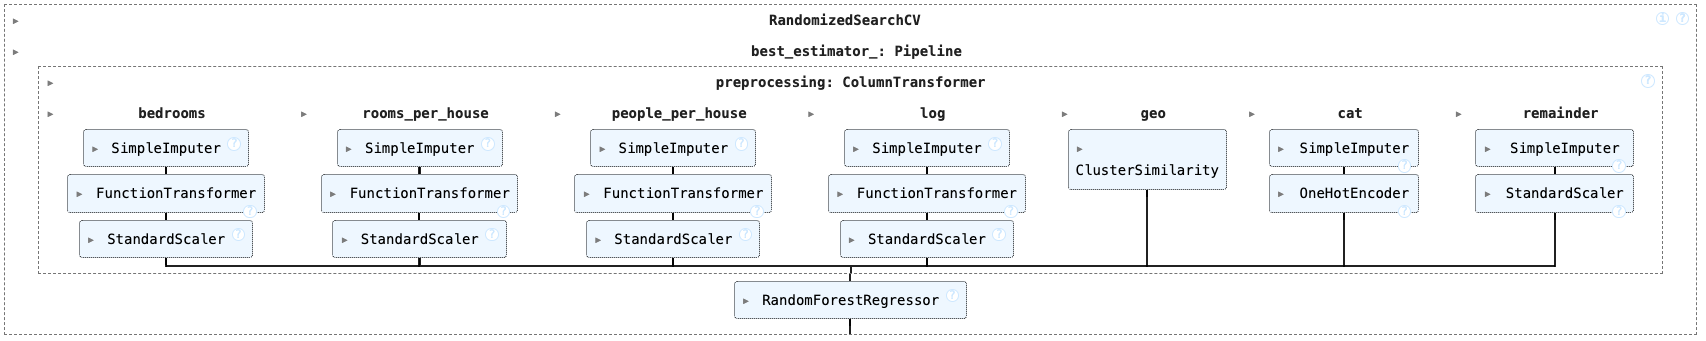 RandomizedSearchCV i ?
best_estimator_: Pipeline
preprocessing: ColumnTransformer ?
bedrooms rooms_per_house people_per_house log geo cat remainder
SimpleImputer ? SimpleImputer ? SimpleImputer ? SimpleImputer ? ClusterSimilarity SimpleImputer ? SimpleImputer ?
FunctionTransformer ? FunctionTransformer ? FunctionTransformer ? FunctionTransformer ? OneHotEncoder ? StandardScaler ?
StandardScaler ? StandardScaler ? StandardScaler ? StandardScaler ?
RandomForestRegressor ?